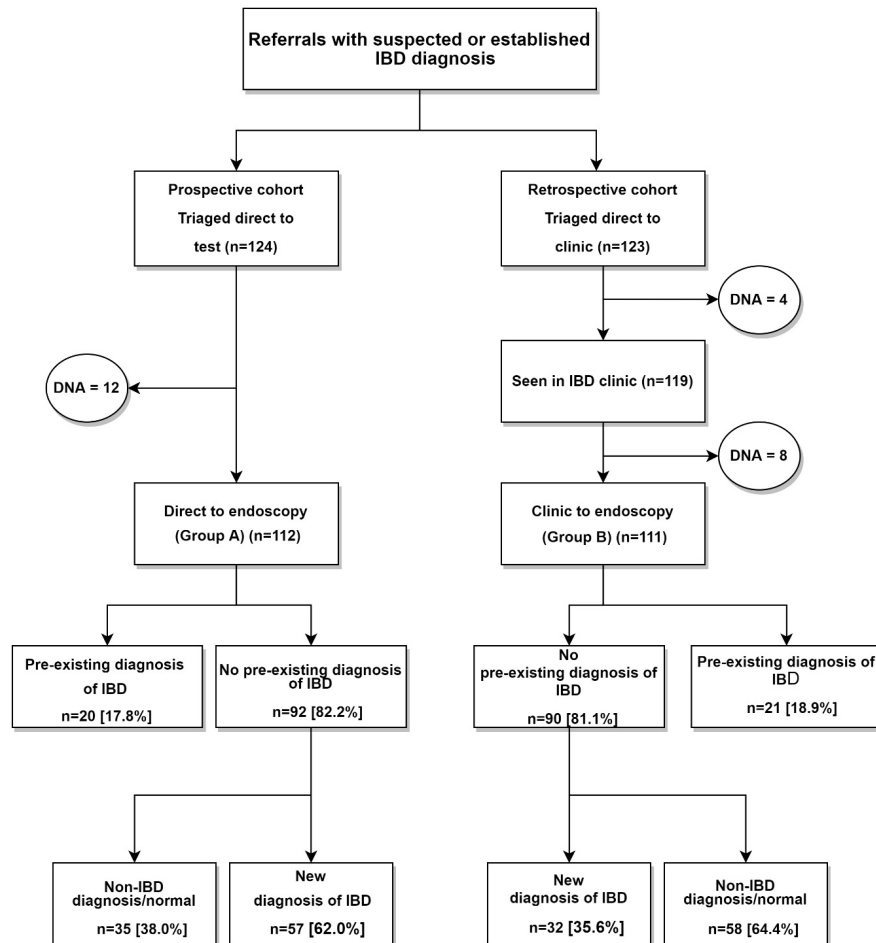 Referrals with suspected or established
IBD diagnosis
Prospective cohort
Triaged direct to
test (n=124)
Retrospective cohort
Triaged direct to
clinic (n=123)
DNA = 4
Seen in IBD clinic (n=119)
DNA = 12
DNA = 8
Direct to endoscopy
(Group A) (n=112)
Clinic to endoscopy
(Group B) (n=111)
Pre-existing diagnosis
of IBD
n=20 [17.8%]
No pre-existing diagnosis
of IBD
n=92 [82.2%]
No
pre-existing diagnosis of
IBD
n=90 [81.1%]
Pre-existing diagnosis of
IBD
n=21 [18.9%]
Non-IBD
diagnosis/normal
n=35 [38.0%]
New
diagnosis of IBD
n=57 [62.0%]
New
diagnosis of IBD
n=32 [35.6%]
Non-IBD
diagnosis/normal
n=58 [64.4%]